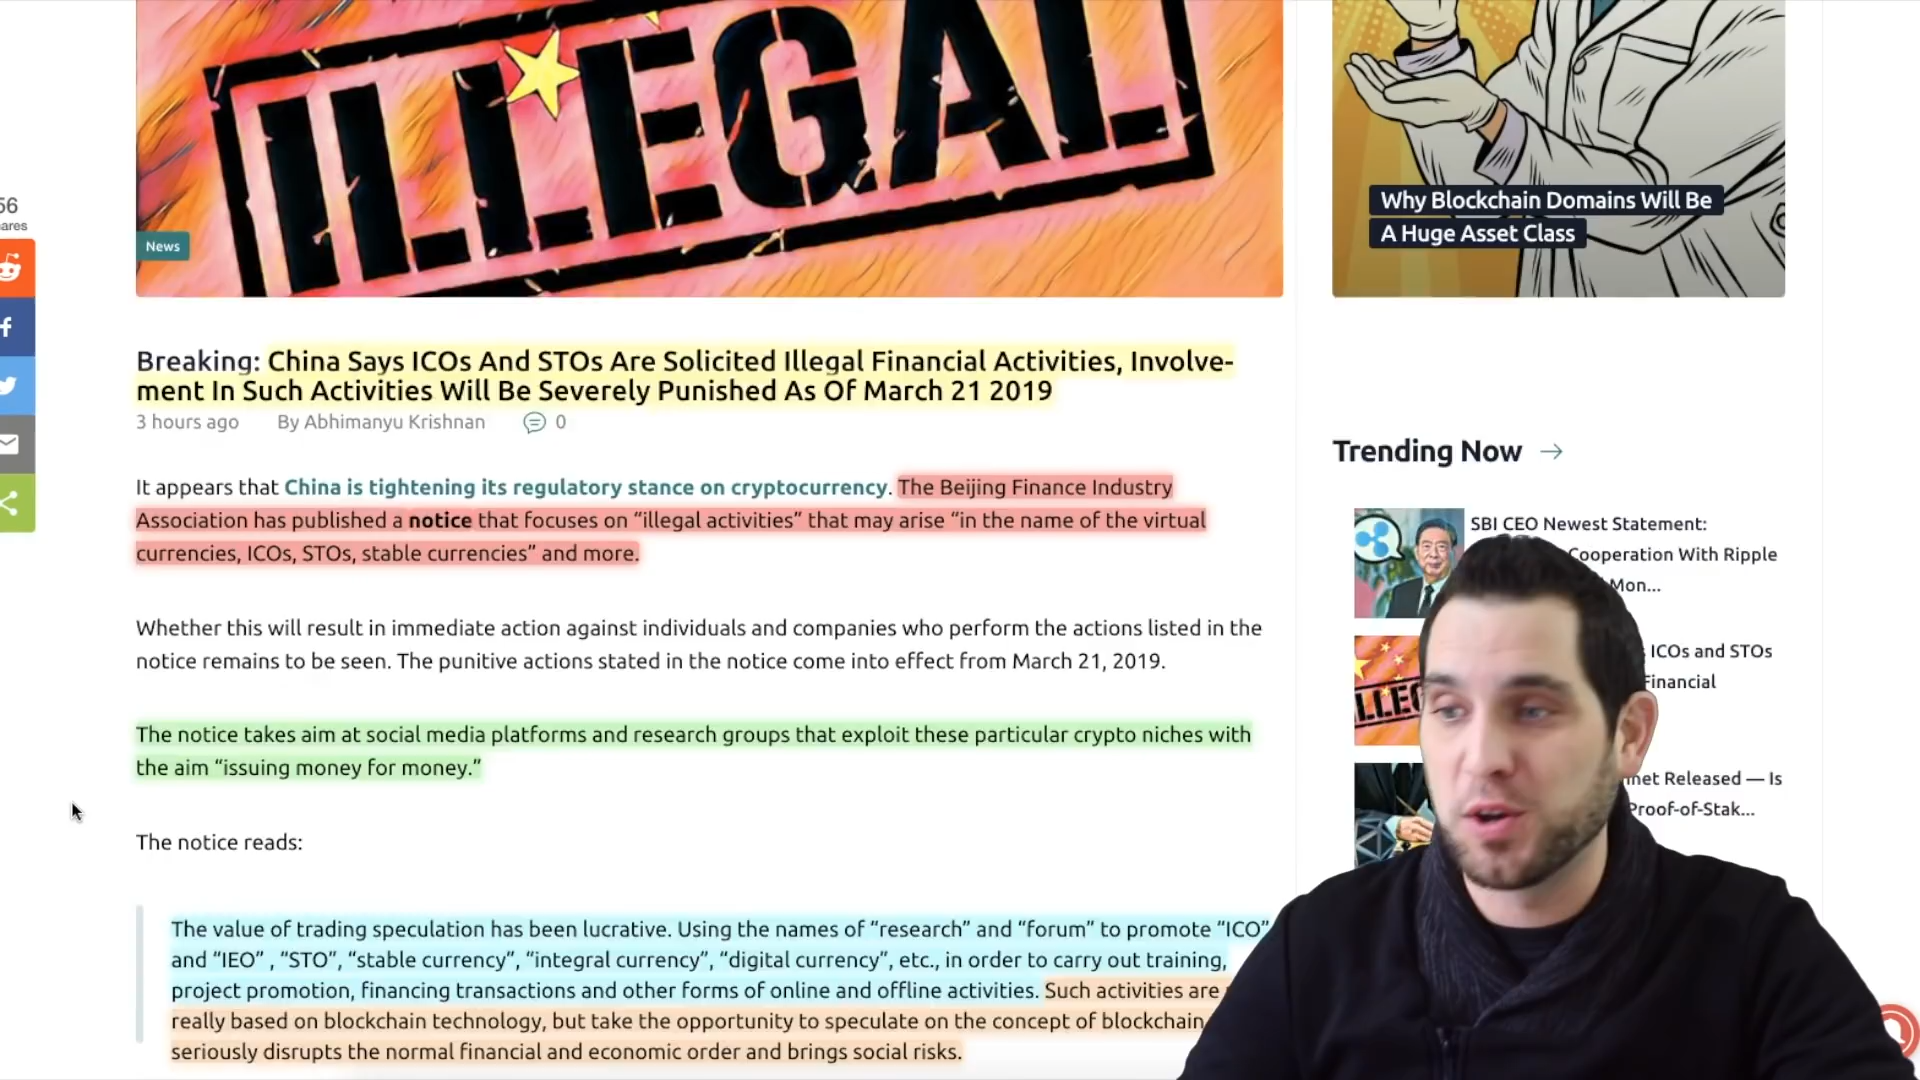 ILLEGAL
News
Why Blockchain Domains Will Be
A Huge Asset Class
56
ares
Breaking: China Says ICOs And STOs Are Solicited Illegal Financial Activities, Involve-
ment In Such Activities Will Be Severely Punished As Of March 21 2019
3 hours ago By Abhimanyu Krishnan 0
It appears that China is tightening its regulatory stance on cryptocurrency. The Beijing Finance Industry
Association has published a notice that focuses on “illegal activities” that may arise “in the name of the virtual
currencies, ICOs, STOs, stable currencies” and more.
Whether this will result in immediate action against individuals and companies who perform the actions listed in the
notice remains to be seen. The punitive actions stated in the notice come into effect from March 21, 2019.
The notice takes aim at social media platforms and research groups that exploit these particular crypto niches with
the aim “issuing money for money.”
The notice reads:
The value of trading speculation has been lucrative. Using the names of “research” and “forum” to promote “ICO”
and “IEO” , “STO”, “stable currency”, “integral currency”, “digital currency”, etc., in order to carry out training,
project promotion, financing transactions and other forms of online and offline activities. Such activities are
really based on blockchain technology, but take the opportunity to speculate on the concept of blockchain
seriously disrupts the normal financial and economic order and brings social risks.
Trending Now
SBI CEO Newest Statement:
Cooperation With Ripple
Mon...
ICOs and STOs
Financial
met Released — Is
Proof-of-Stak...